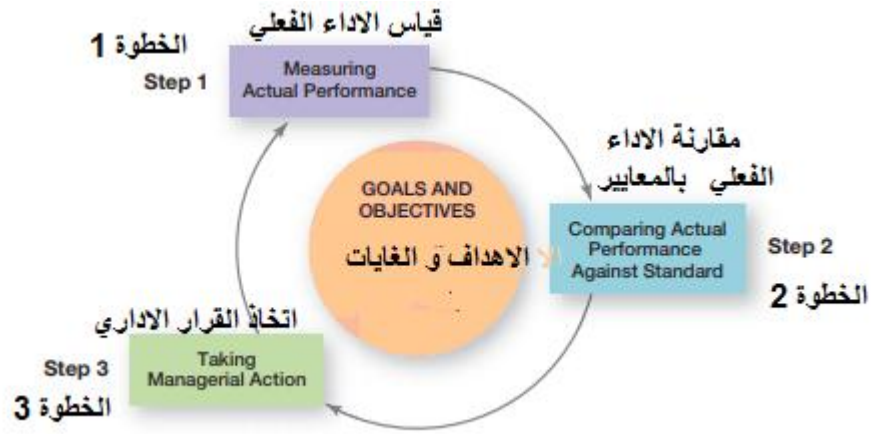 قياس الاداء الفعلي
الخطوة 1
Step 1
Measuring
Actual Performance
مقارنة الاداء
الفعلي بالمعايير
Comparing Actual
Performance
Against Standard
Step 2
الخطوة 2
GOALS AND
OBJECTIVES
الاهداف و الغايات
اتخاذ القرار الاداري
Step 3
Taking
Managerial Action
الخطوة 3